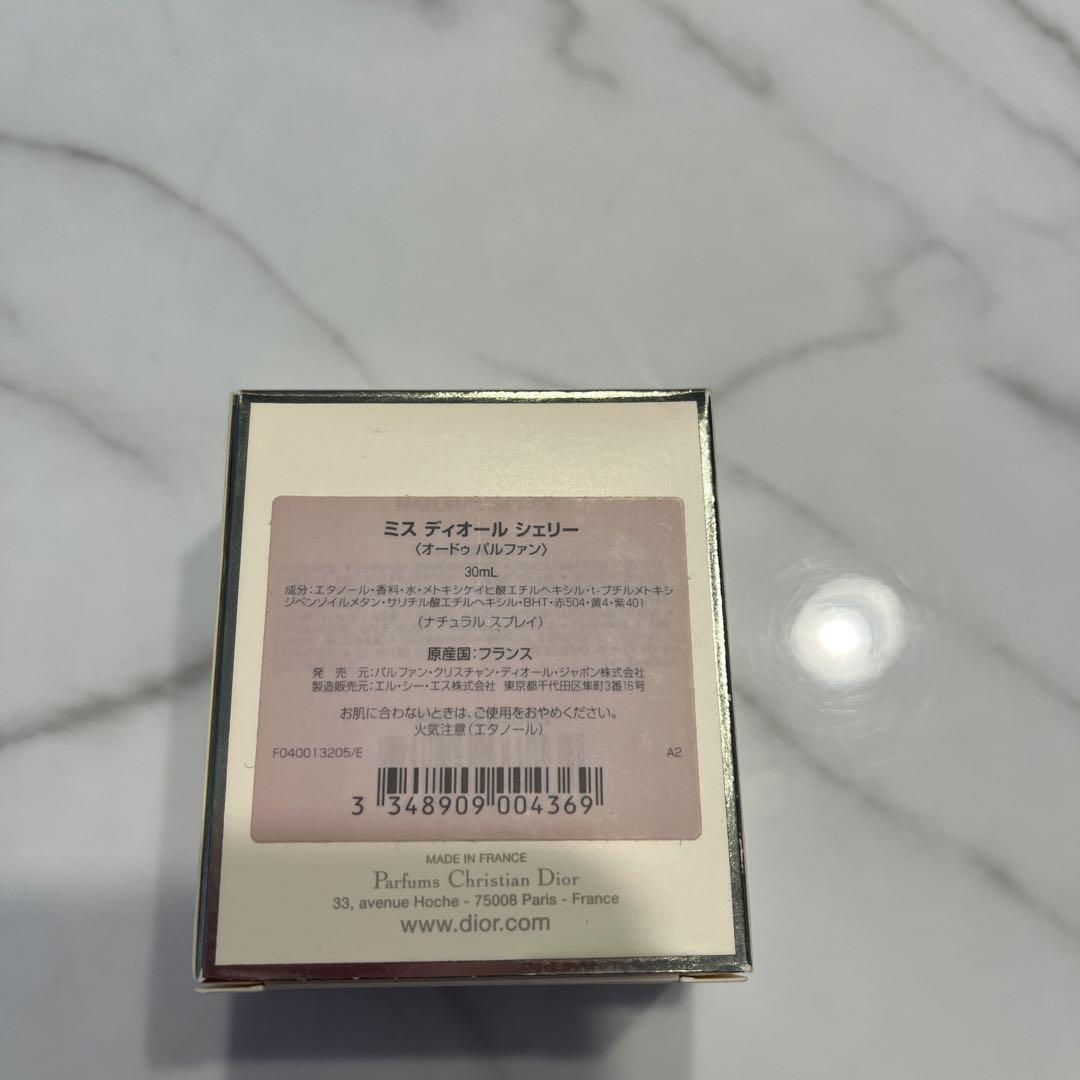 ミス ディオール シェリー
〈オードゥ パルファン〉
30mL
成分:エタノール・香料・水・メトキシケイヒ酸エチルヘキシル・t-ブチルメトキシ
ジベンゾイルメタン・サリチル酸エチルヘキシル・BHT・赤504・黄4・紫401
(ナチュラル スプレイ)
原産国:フランス
発売元:パルファン・クリスチャン・ディオール・ジャポン株式会社
製造販売元:エル・シー・エス株式会社 東京都千代田区隼町3番16号
お肌に合わないときは、ご使用をおやめください。
火気注意(エタノール)
F040013205/E A2
3 348909 004369
MADE IN FRANCE
Parfums Christian Dior
33, avenue Hoche - 75008 Paris - France
www.dior.com